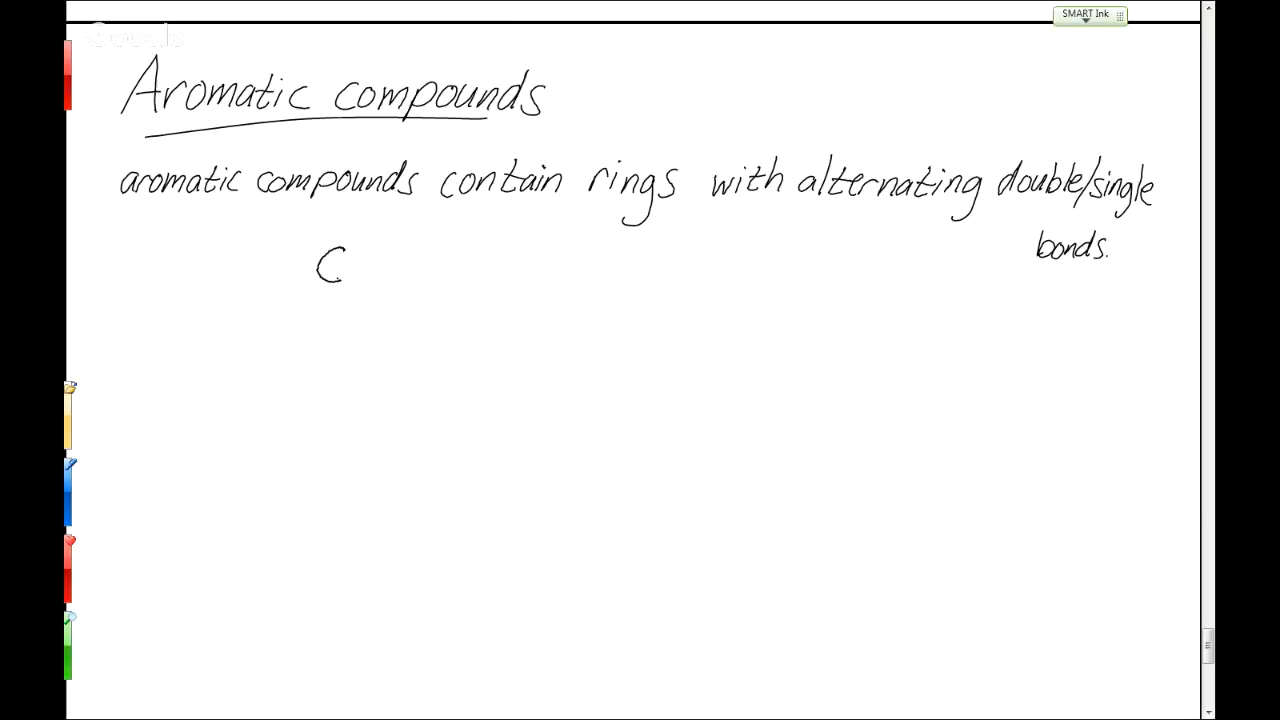 SMART Ink
Aromatic compounds
aromatic compounds contain rings with alternating double/single
bonds.
C